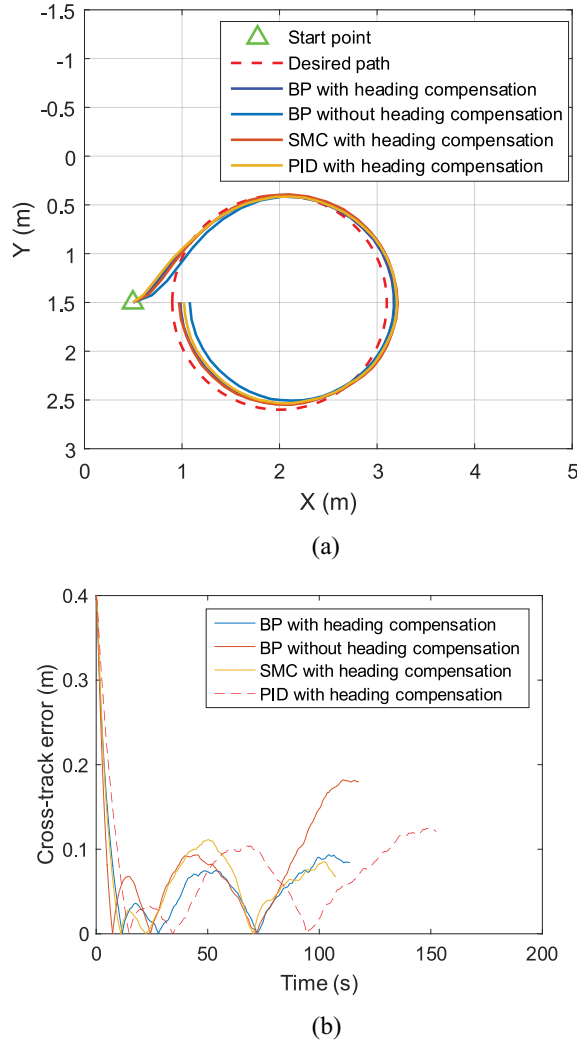 -1.5
-1
-0.5
0
0.5
1
1.5
2
2.5
3
Y (m)
Start point
Desired path
BP with heading compensation
BP without heading compensation
SMC with heading compensation
PID with heading compensation
0 1 2 3 4 5
X (m)
(a)
0.4
0.3
0.2
0.1
0
Cross-track error (m)
BP with heading compensation
BP without heading compensation
SMC with heading compensation
PID with heading compensation
0 50 100 150 200
Time (s)
(b)